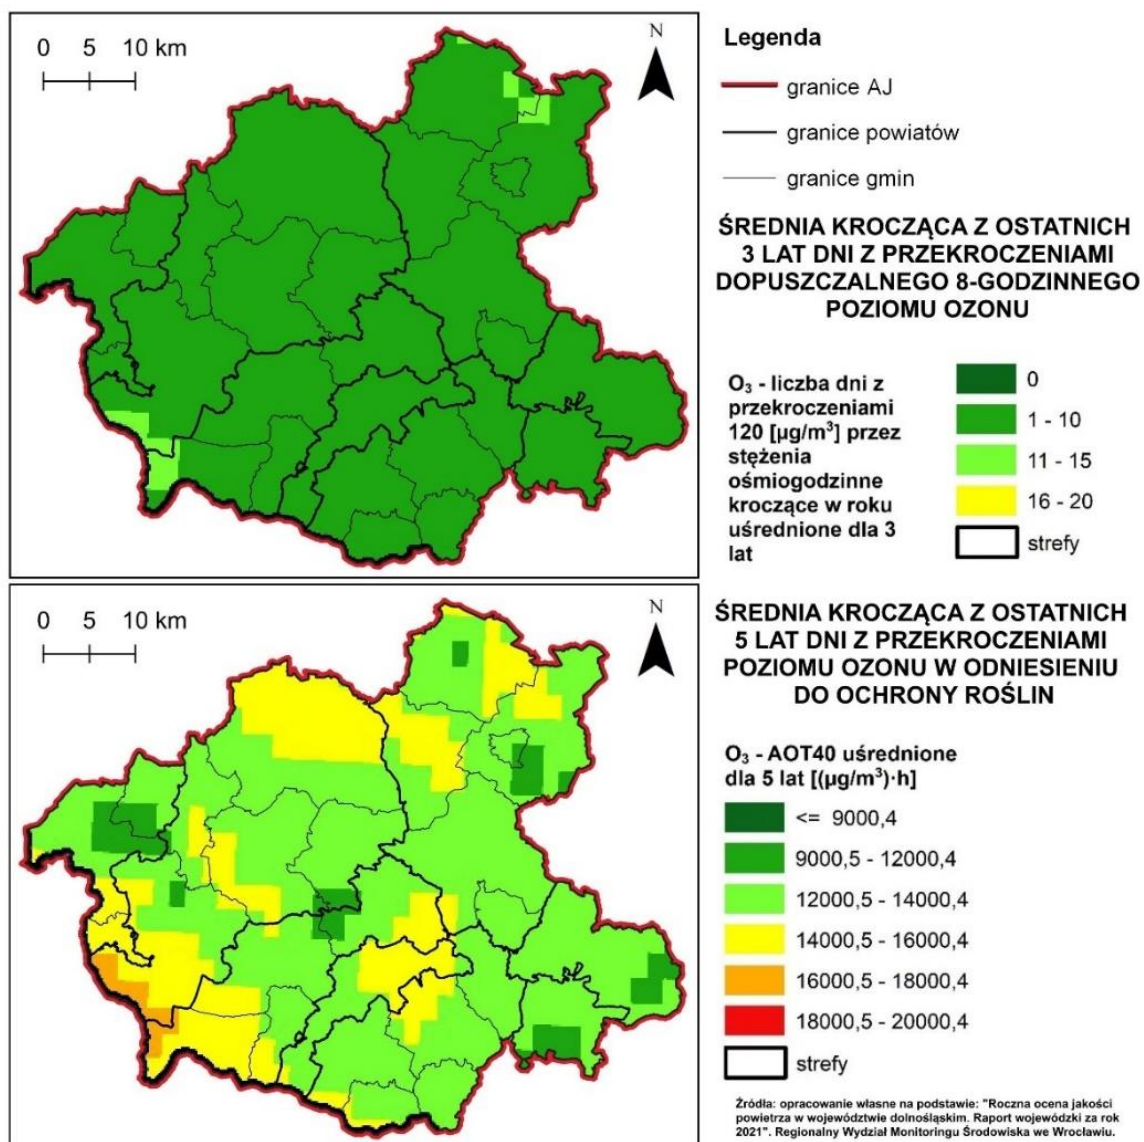 0 5 10 km
N
Legenda
granice AJ
granice powiatów
granice gmin
ŚREDNIA KROCZĄCA Z OSTATNICH
3 LAT DNI Z PRZEKROCZENIAMI
DOPUSZCZALNEGO 8-GODZINNEGO
POZIOMU OZONU
O₃ - liczba dni z
przekroczeniami
120 [µg/m³] przez
stężenia
ośmiogodzinne
kroczące w roku
uśrednione dla 3
lat
0
1 - 10
11 - 15
16 - 20
strefy
0 5 10 km
N
ŚREDNIA KROCZĄCA Z OSTATNICH
5 LAT DNI Z PRZEKROCZENIAMI
POZIOMU OZONU W ODNIESIENIU
DO OCHRONY ROŚLIN
O₃ - AOT40 uśrednione
dla 5 lat [(µg/m³)·h]
<= 9000,4
9000,5 - 12000,4
12000,5 - 14000,4
14000,5 - 16000,4
16000,5 - 18000,4
18000,5 - 20000,4
strefy
Źródła: opracowanie własne na podstawie: "Roczna ocena jakości
powietrza w województwie dolnośląskim. Raport wojewódzki za rok
2021". Regionalny Wydział Monitoringu Środowiska we Wrocławiu.